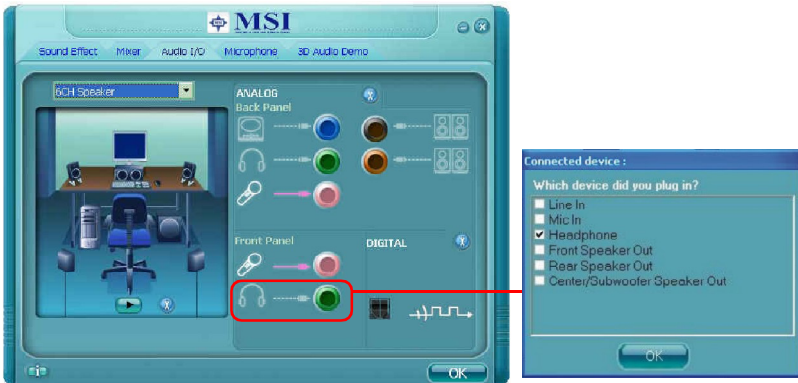 MSI
Sound Effect Mixer Audio I/O Microphone 3D Audio Demo
6CH Speaker
ANALOG
Back Panel
Front Panel
DIGITAL
OK
Connected device :
Which device did you plug in?
Line In
Mic In
Headphone
Front Speaker Out
Rear Speaker Out
Center/Subwoofer Speaker Out
OK